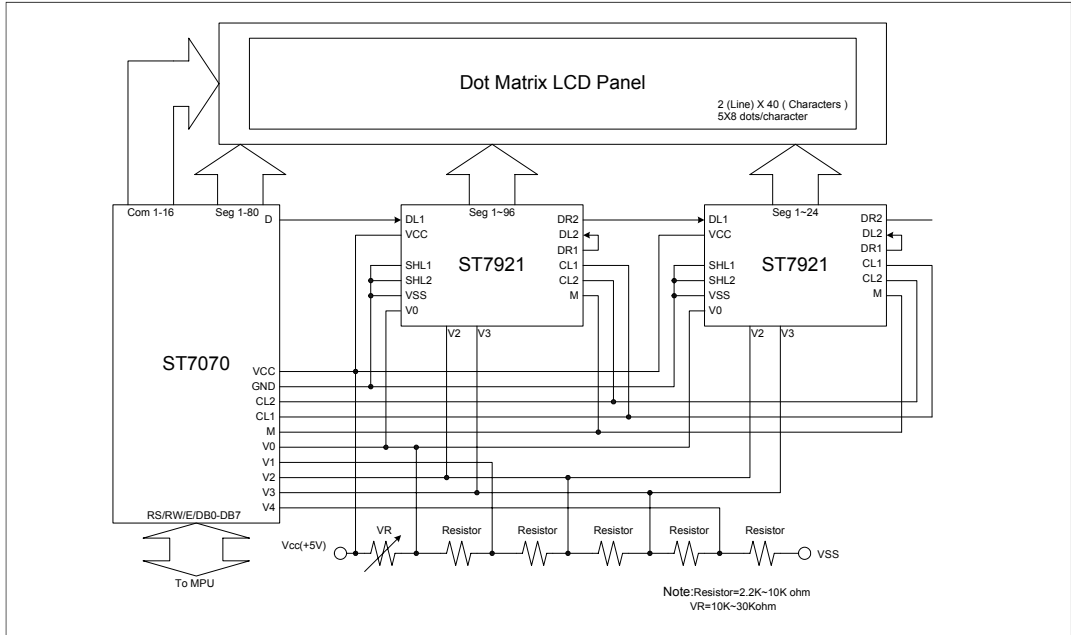 Dot Matrix LCD Panel
2 (Line) X 40 ( Characters )
5X8 dots/character
Com 1-16
Seg 1-80
D
ST7070
VCC
GND
CL2
CL1
M
V0
V1
V2
V3
V4
RS/RW/E/DB0-DB7
To MPU
Seg 1~96
DL1
VCC
SHL1
SHL2
VSS
V0
ST7921
DR2
DL2
DR1
CL1
CL2
M
V2
V3
Seg 1~24
DL1
VCC
SHL1
SHL2
VSS
V0
ST7921
DR2
DL2
DR1
CL1
CL2
M
V2
V3
Vcc(+5V)
VR
Resistor
Resistor
Resistor
Resistor
Resistor
VSS
Note:Resistor=2.2K~10K ohm
VR=10K~30Kohm